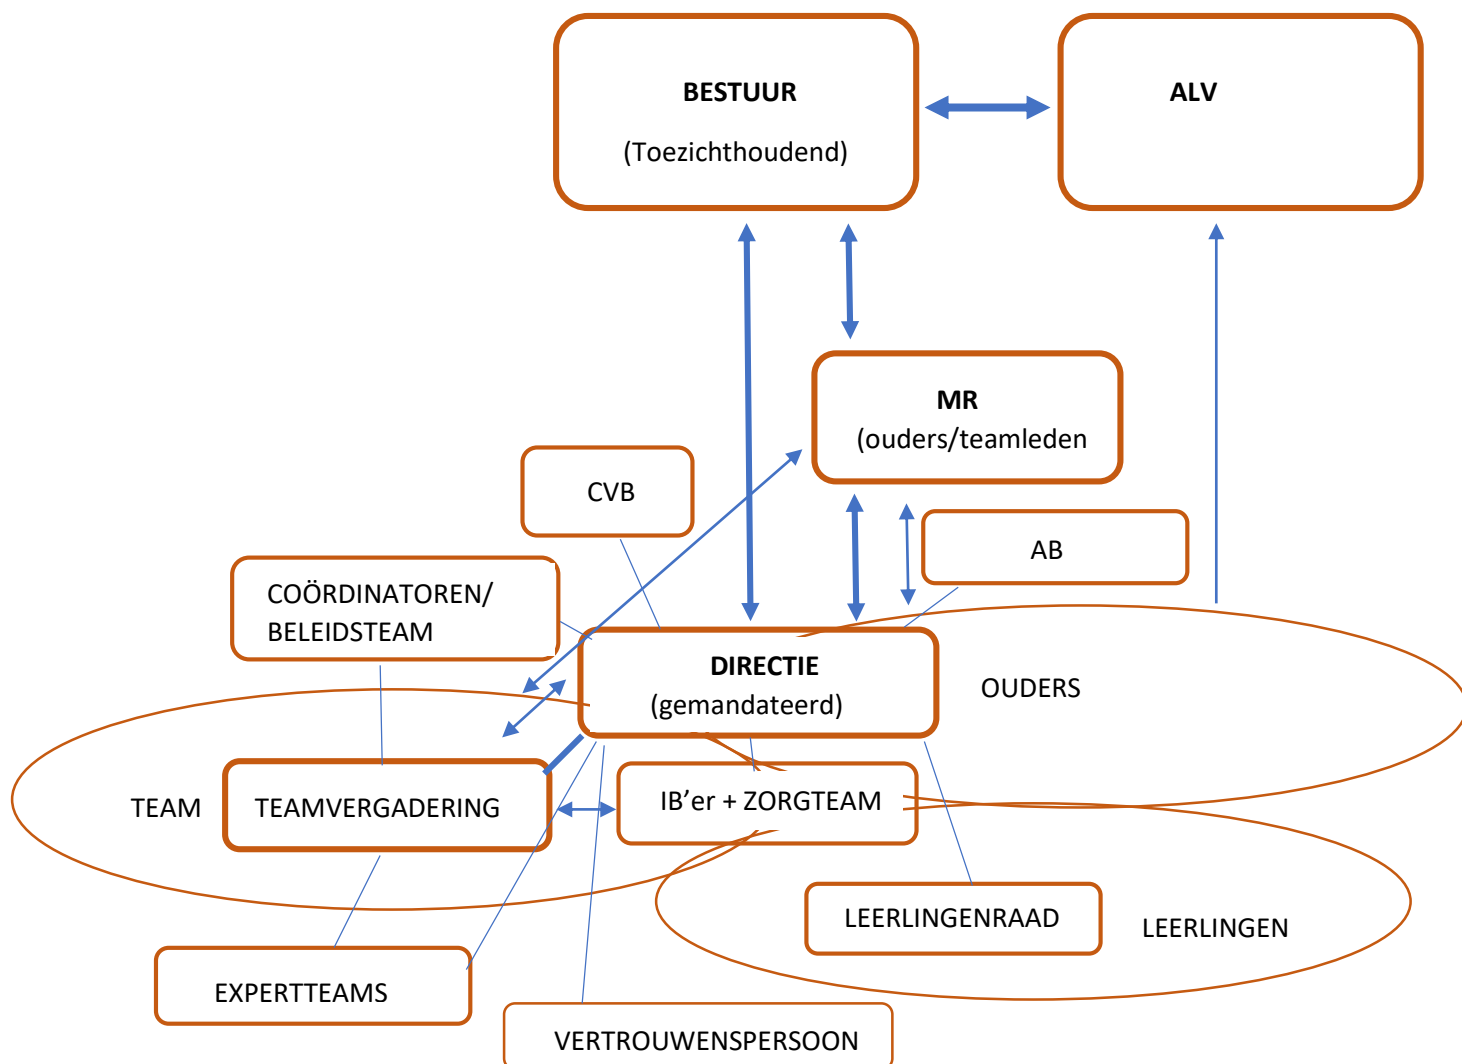 BESTUUR
(Toezichthoudend)
ALV
MR
(ouders/teamleden
CVB
AB
COÖRDINATOREN/
BELEIDSTEAM
DIRECTIE
(gemandateerd)
OUDERS
TEAM
TEAMVERGADERING
IB’er + ZORGTEAM
LEERLINGENRAAD
LEERLINGEN
EXPERTTEAMS
VERTROUWENSPERSOON